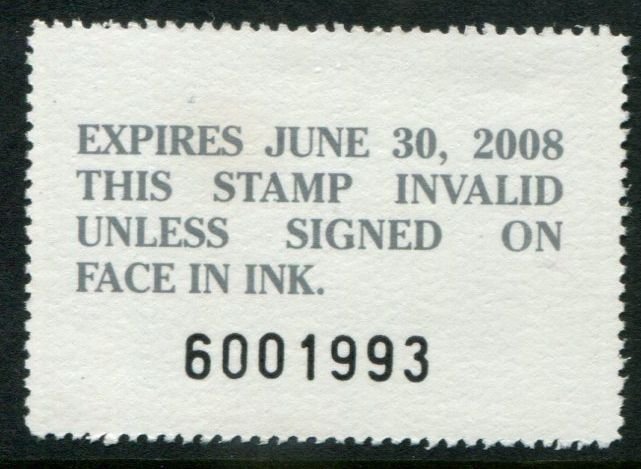 EXPIRES JUNE 30, 2008
THIS STAMP INVALID
UNLESS SIGNED ON
FACE IN INK.
6001993